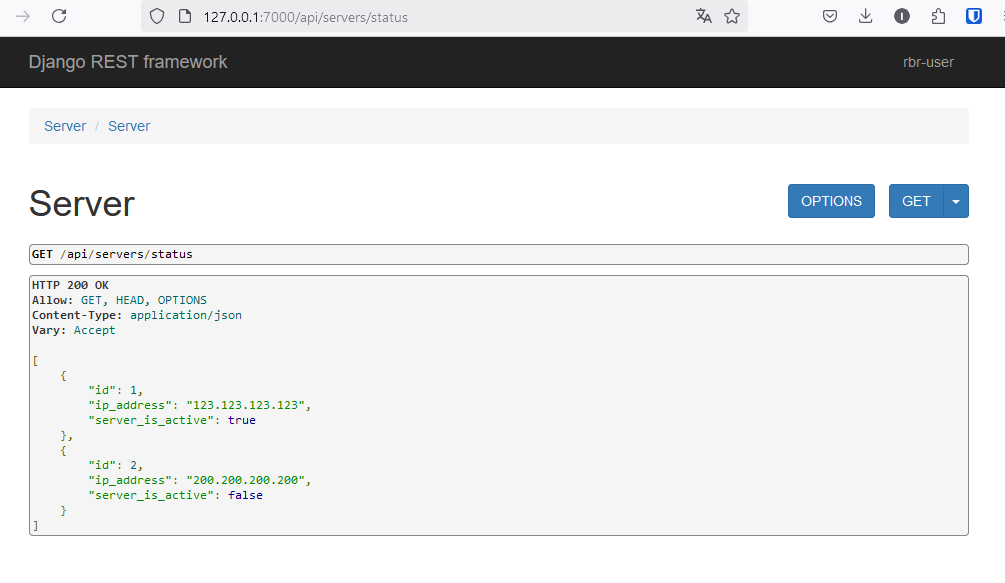 127.0.0.1:7000/api/servers/status
Django REST framework
rbr-user
Server / Server
Server
OPTIONS
GET
GET /api/servers/status
HTTP 200 OK
Allow: GET, HEAD, OPTIONS
Content-Type: application/json
Vary: Accept
[
    {
        "id": 1,
        "ip_address": "123.123.123.123",
        "server_is_active": true
    },
    {
        "id": 2,
        "ip_address": "200.200.200.200",
        "server_is_active": false
    }
]